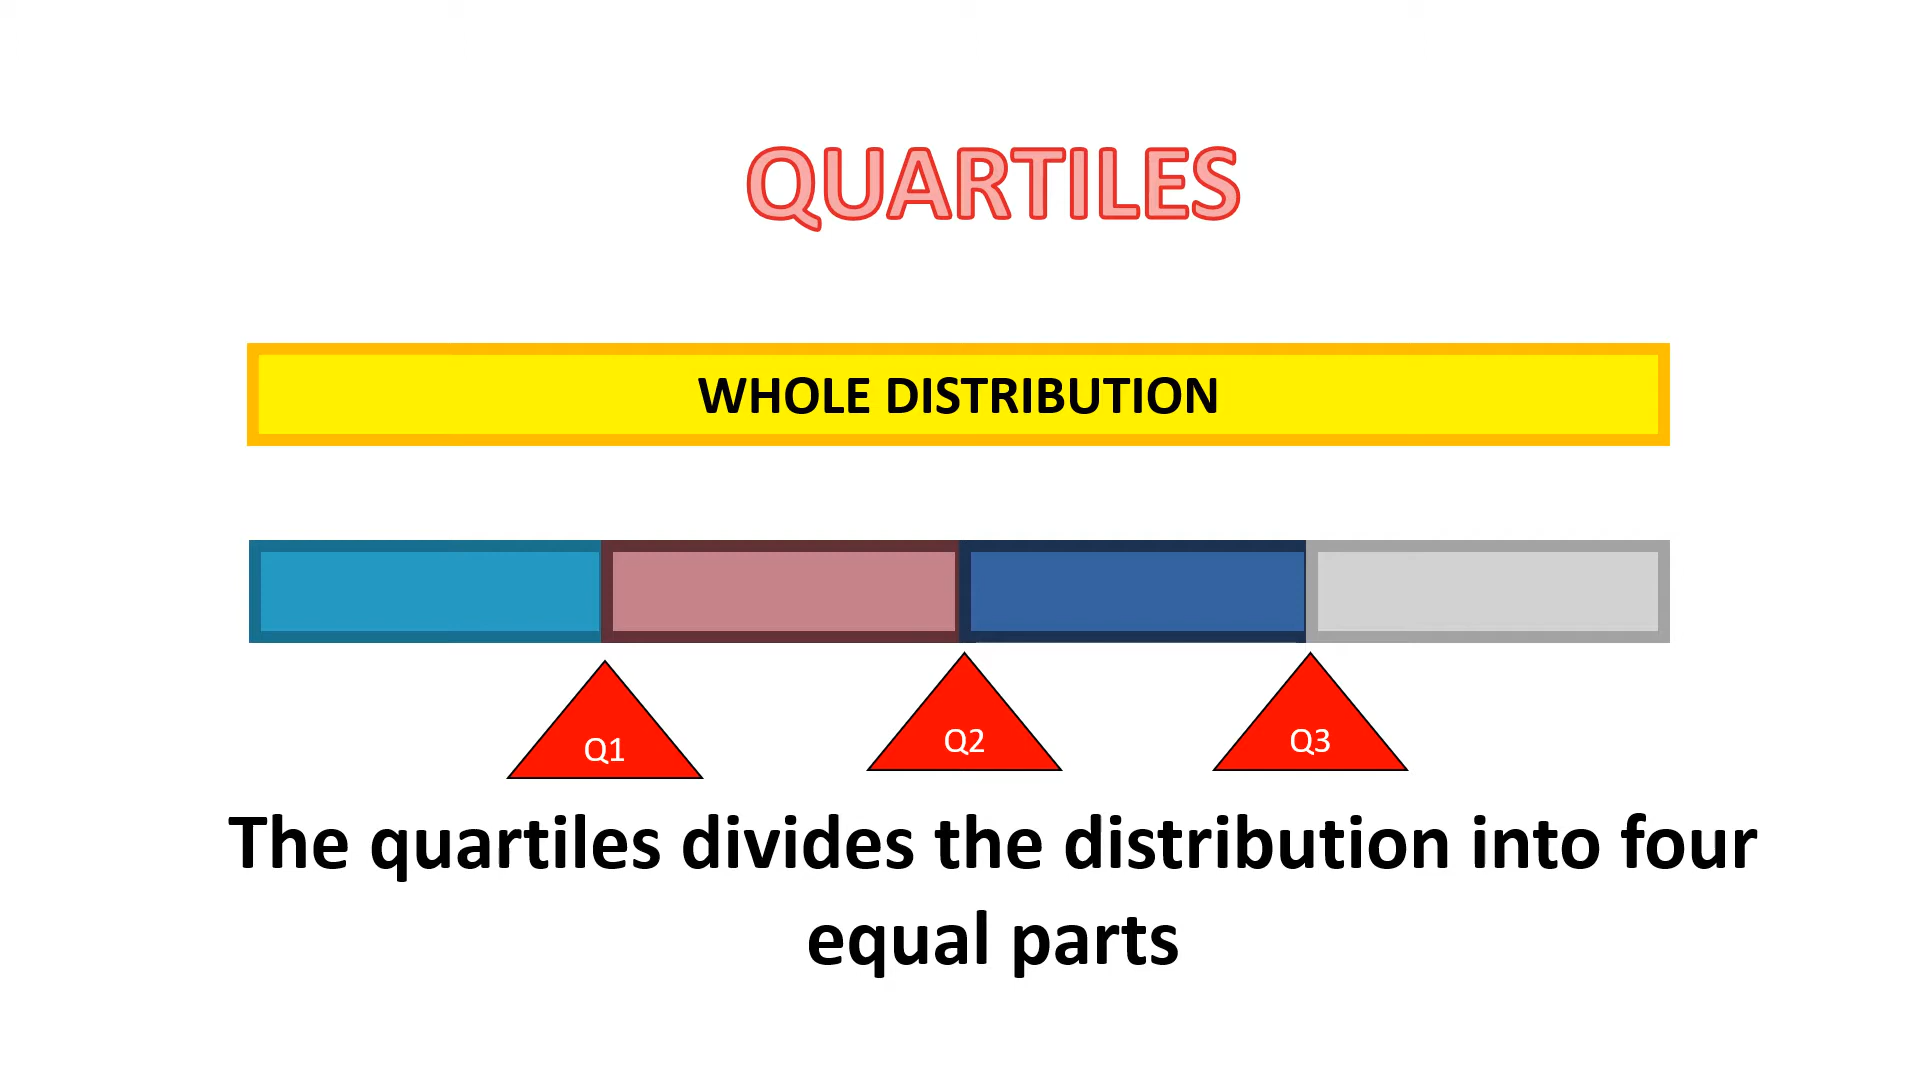 QUARTILES
WHOLE DISTRIBUTION
Q1
Q2
Q3
The quartiles divides the distribution into four
equal parts